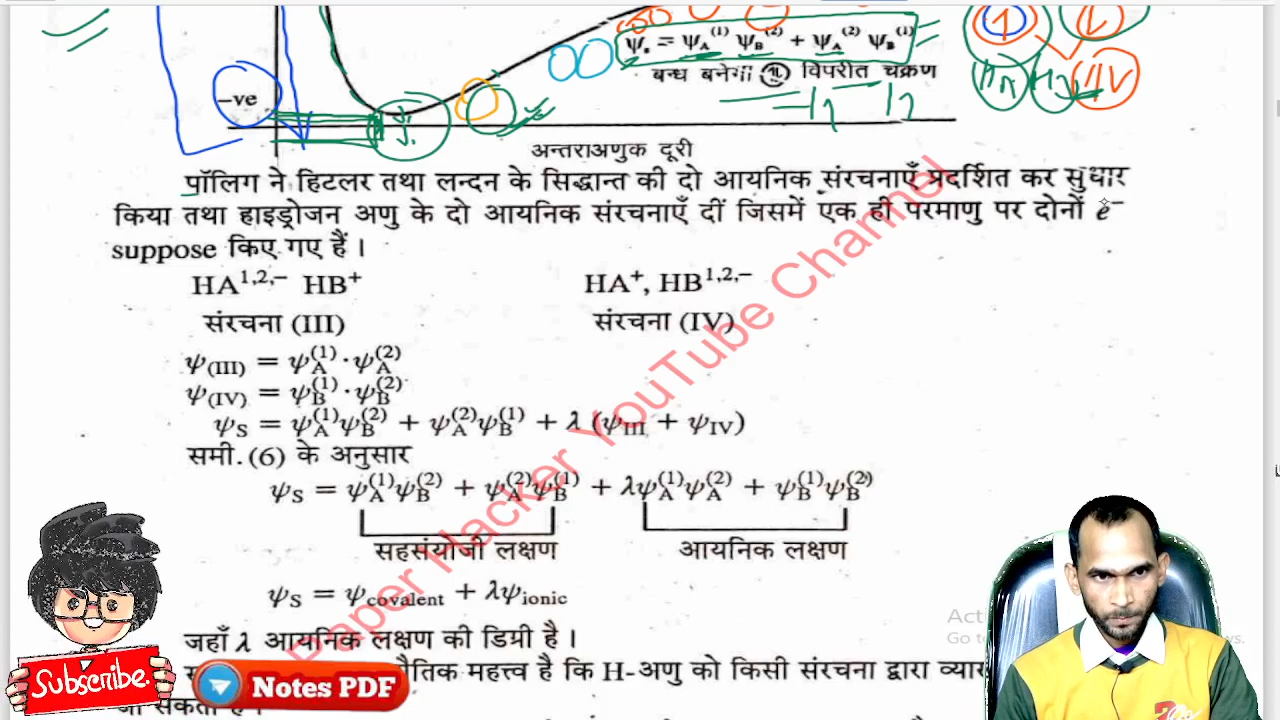 ψₛ = ψ_A⁽¹⁾ ψ_B⁽²⁾ + ψ_A⁽²⁾ ψ_B⁽¹⁾
बन्ध बनेगा विपरीत चक्रण
-ve
अन्तराअणुक दूरी
पॉलिग ने हिटलर तथा लन्दन के सिद्धान्त की दो आयनिक संरचनाएँ प्रदर्शित कर सुधार
किया तथा हाइड्रोजन अणु के दो आयनिक संरचनाएँ दीं जिसमें एक ही परमाणु पर दोनों e⁻
suppose किए गए हैं।
HA¹,²,⁻ HB⁺ HA⁺, HB¹,²,⁻
संरचना (III) संरचना (IV)
ψ_(III) = ψ_A⁽¹⁾·ψ_A⁽²⁾
ψ_(IV) = ψ_B⁽¹⁾·ψ_B⁽²⁾
ψ_S = ψ_A⁽¹⁾ψ_B⁽²⁾ + ψ_A⁽²⁾ψ_B⁽¹⁾ + λ (ψ_III + ψ_IV)
समी. (6) के अनुसार
ψ_S = ψ_A⁽¹⁾ψ_B⁽²⁾ + ψ_A⁽²⁾ψ_B⁽¹⁾ + λψ_A⁽¹⁾ψ_A⁽²⁾ + ψ_B⁽¹⁾ψ_B⁽²⁾
सहसंयोजी लक्षण आयनिक लक्षण
ψ_S = ψ_covalent + λψ_ionic
जहाँ λ आयनिक लक्षण की डिग्री है।
महत्त्व है कि H-अणु को किसी संरचना द्वारा
Paper Hacker YouTube Channel
Subscribe.
Notes PDF